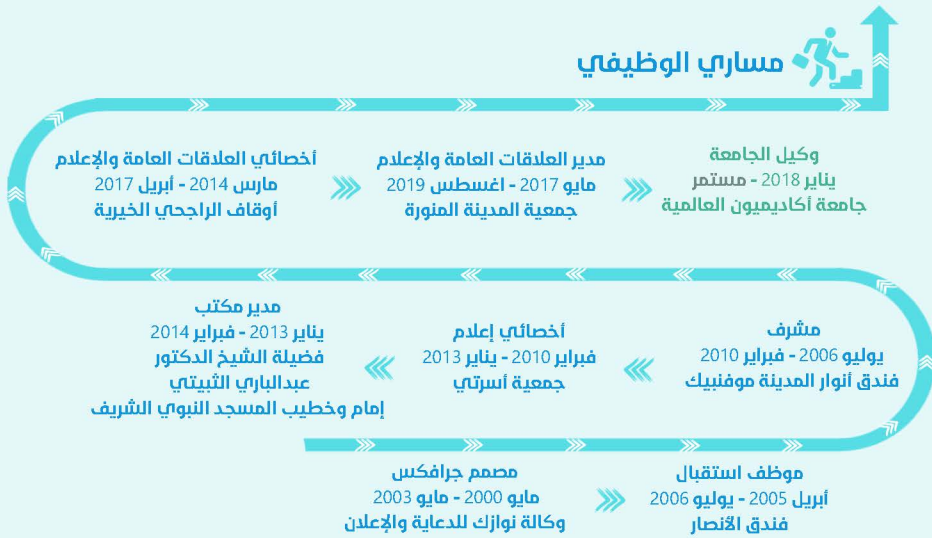 مساري الوظيفي
أخصائي العلاقات العامة والإعلام
مارس 2014 - أبريل 2017
أوقاف الراجحي الخيرية
مدير العلاقات العامة والإعلام
مايو 2017 - اغسطس 2019
جمعية المدينة المنورة
وكيل الجامعة
يناير 2018 - مستمر
جامعة أكاديميون العالمية
مشرف
يوليو 2006 - فبراير 2010
فندق أنوار المدينة موفنبيك
أخصائي إعلام
فبراير 2010 - يناير 2013
جمعية أسرتي
مدير مكتب
يناير 2013 - فبراير 2014
فضيلة الشيخ الدكتور
عبدالباري الثبيتي
إمام وخطيب المسجد النبوي الشريف
مصمم جرافكس
مايو 2000 - مايو 2003
وكالة نوازك للدعاية والإعلان
موظف استقبال
أبريل 2005 - يوليو 2006
فندق الأنصار